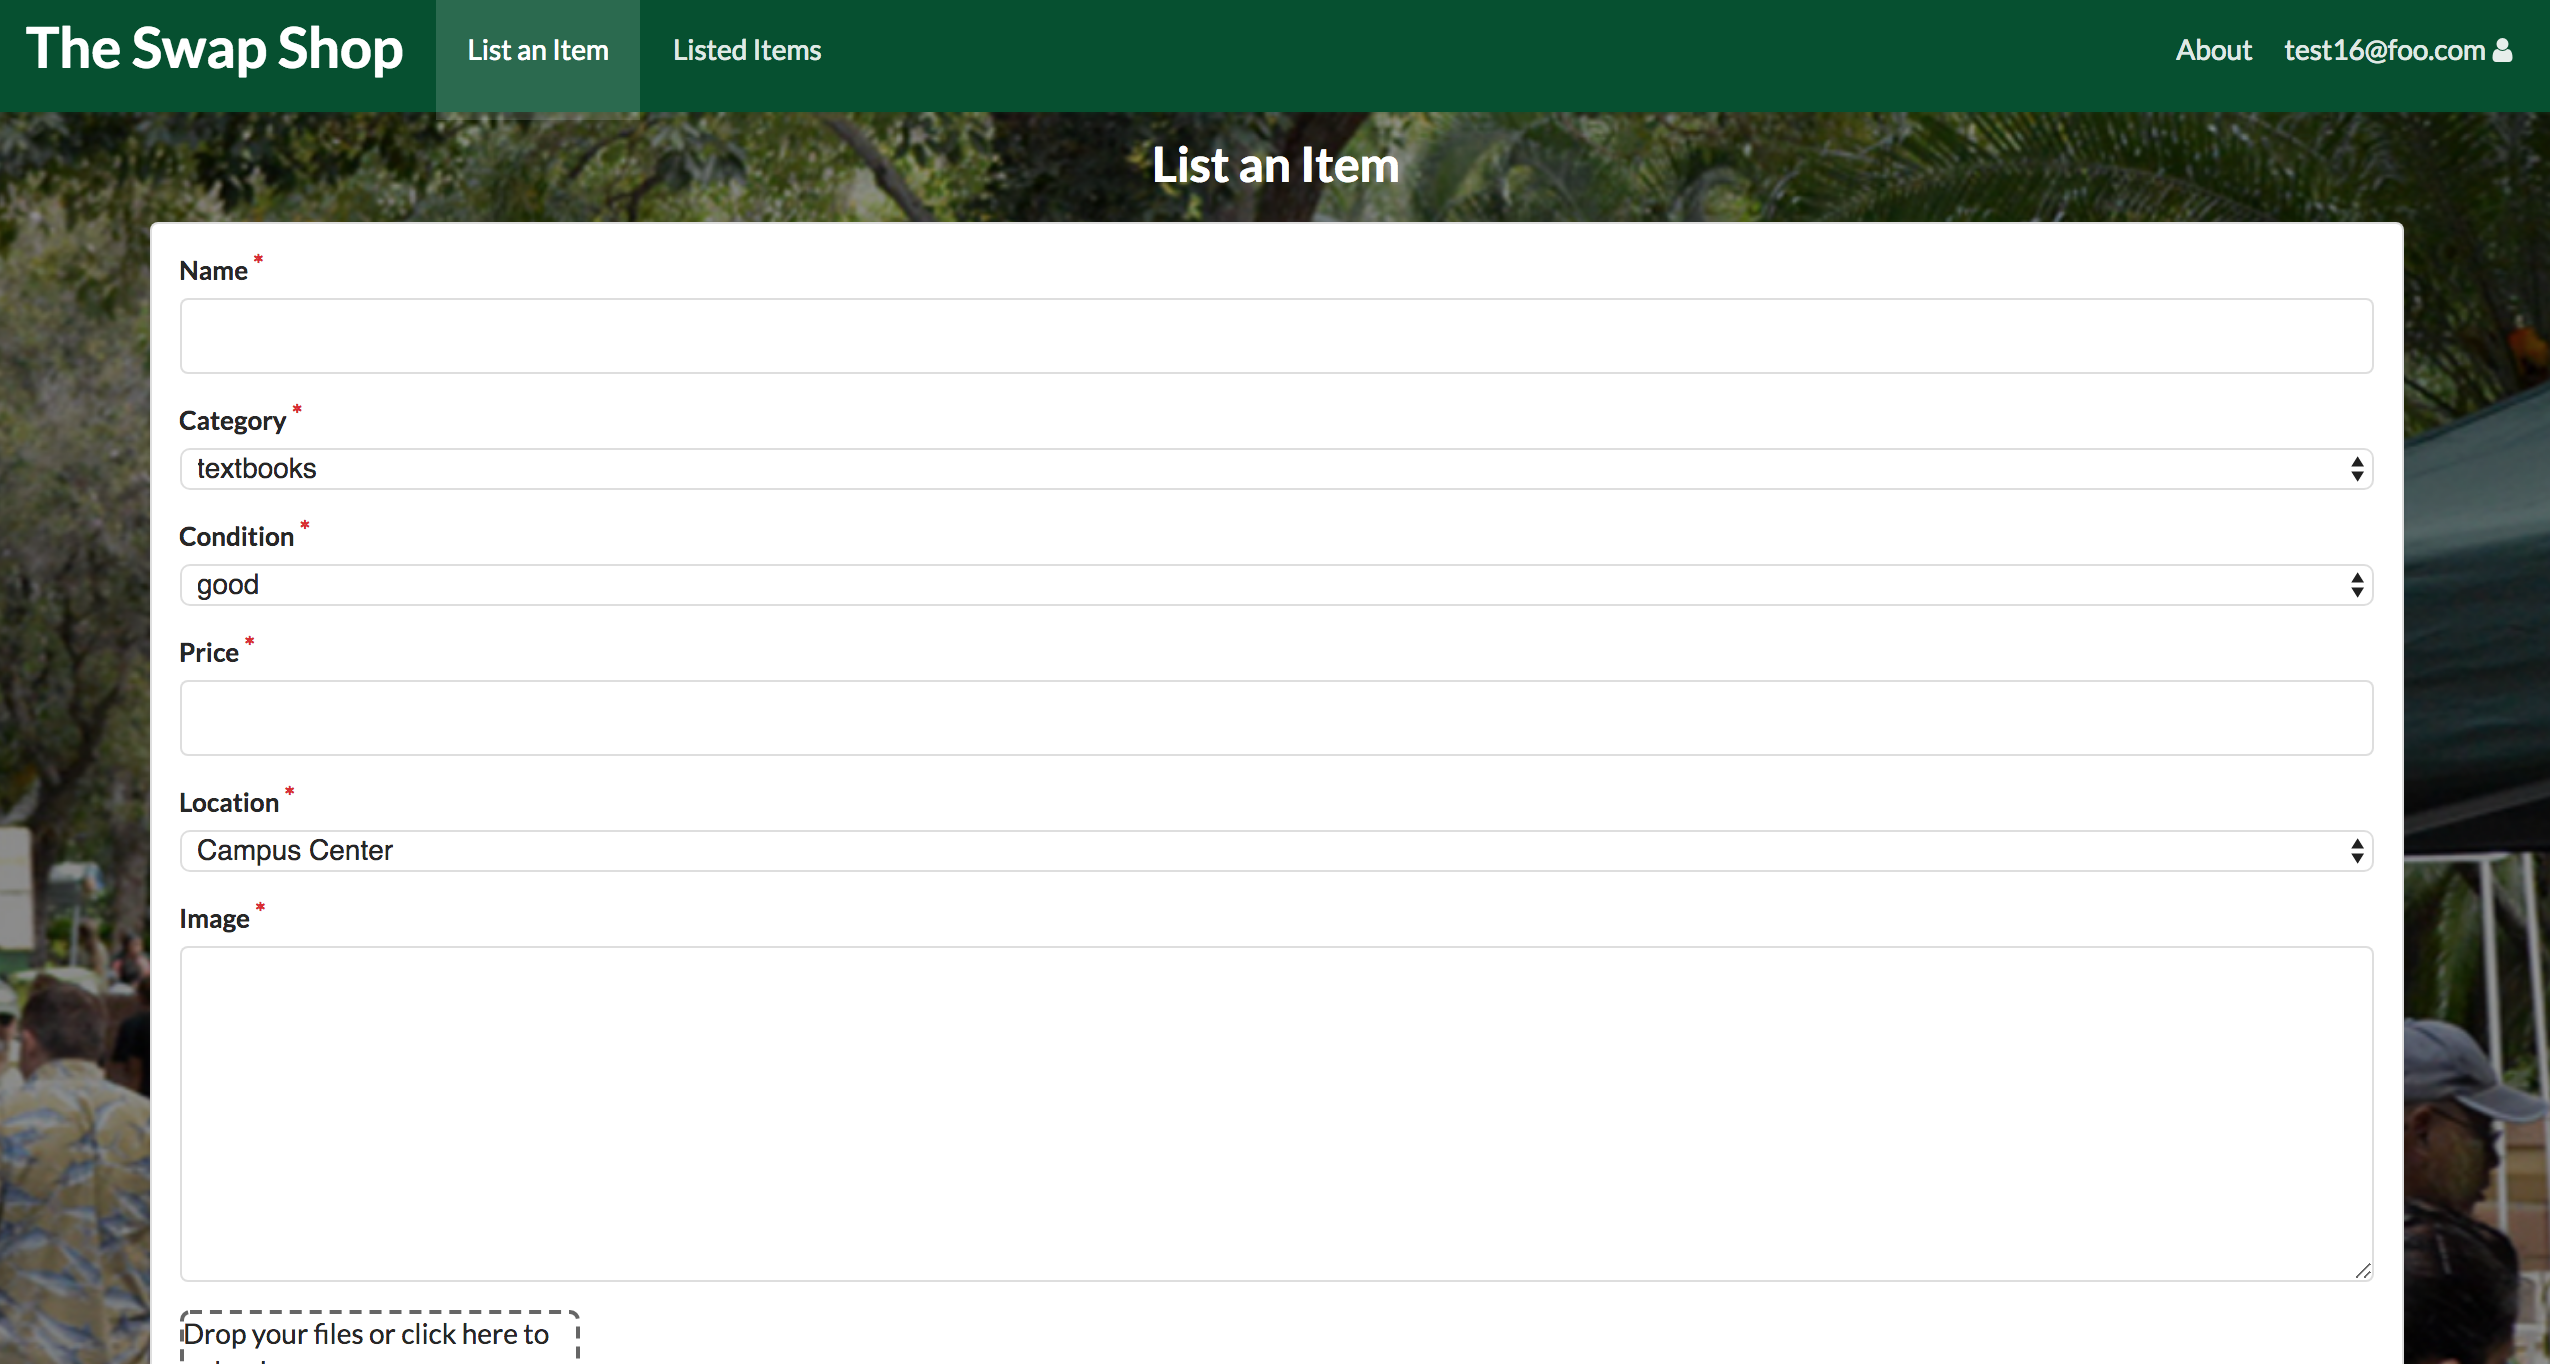 The Swap Shop List an Item Listed Items About test16@foo.com
List an Item
Name *
Category *
textbooks
Condition *
good
Price *
Location *
Campus Center
Image *
Drop your files or click here to